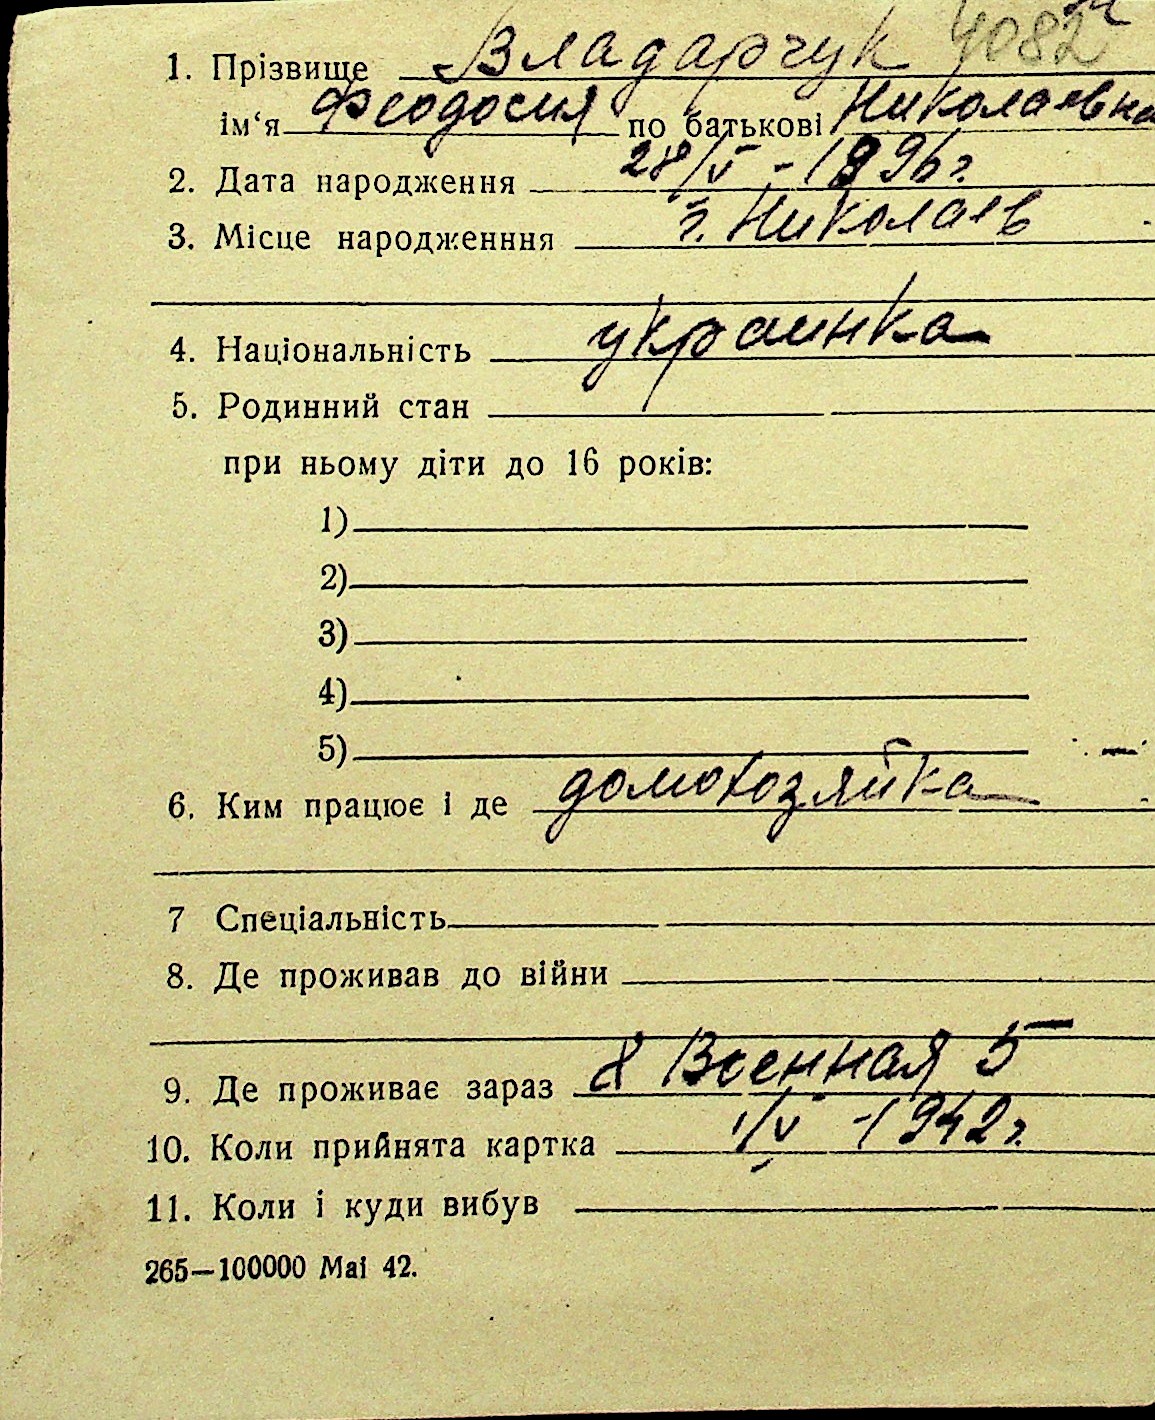 1. Прізвище Владарчук 4082
ім‘я Феодосия по батькові Николаевна
2. Дата народження 28/V - 1896г.
3. Місце народженння г. Николаев
4. Національність украинка
5. Родинний стан
при ньому діти до 16 років:
1)
2)
3)
4)
5)
6. Ким працює і де домохозяйка
7 Спеціальність
8. Де проживав до війни
9. Де проживає зараз 8 Военная 5
10. Коли прийнята картка 1/V - 1942г.
11. Коли і куди вибув
265—100000 Mai 42.